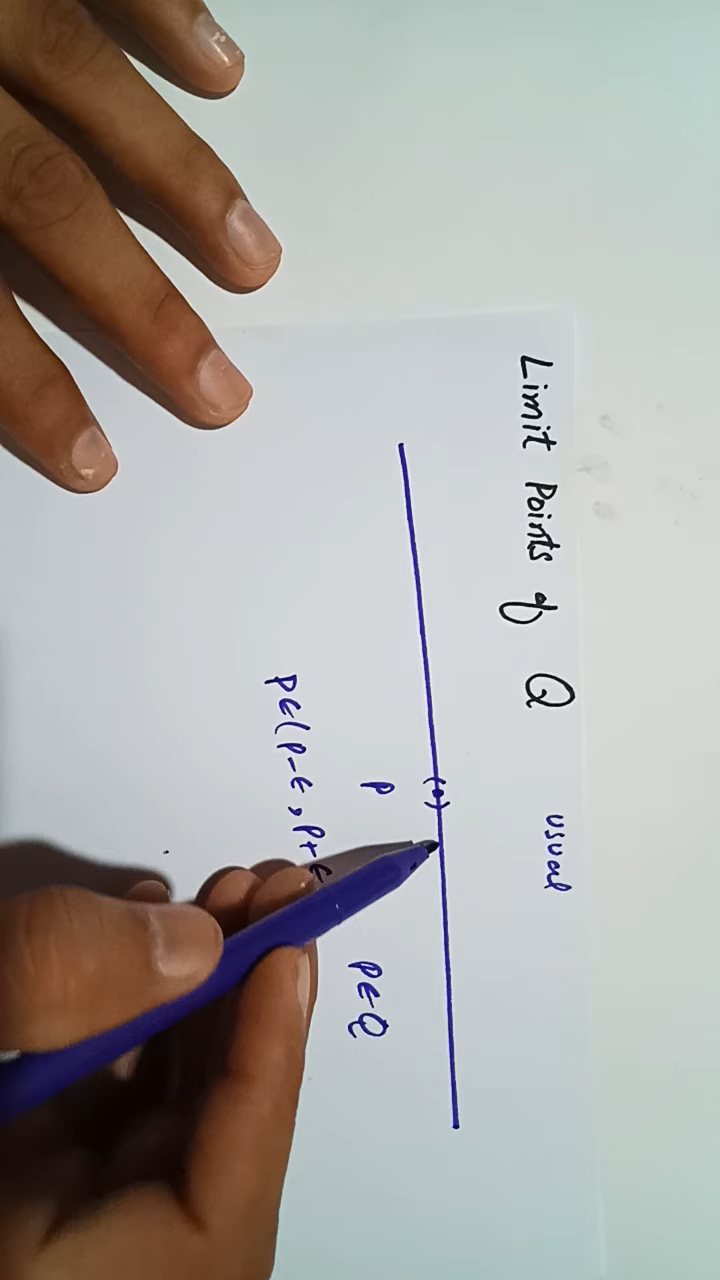 Limit Points of Q usual
(•)
P P∈Q
P∈(P-∈, P+∈